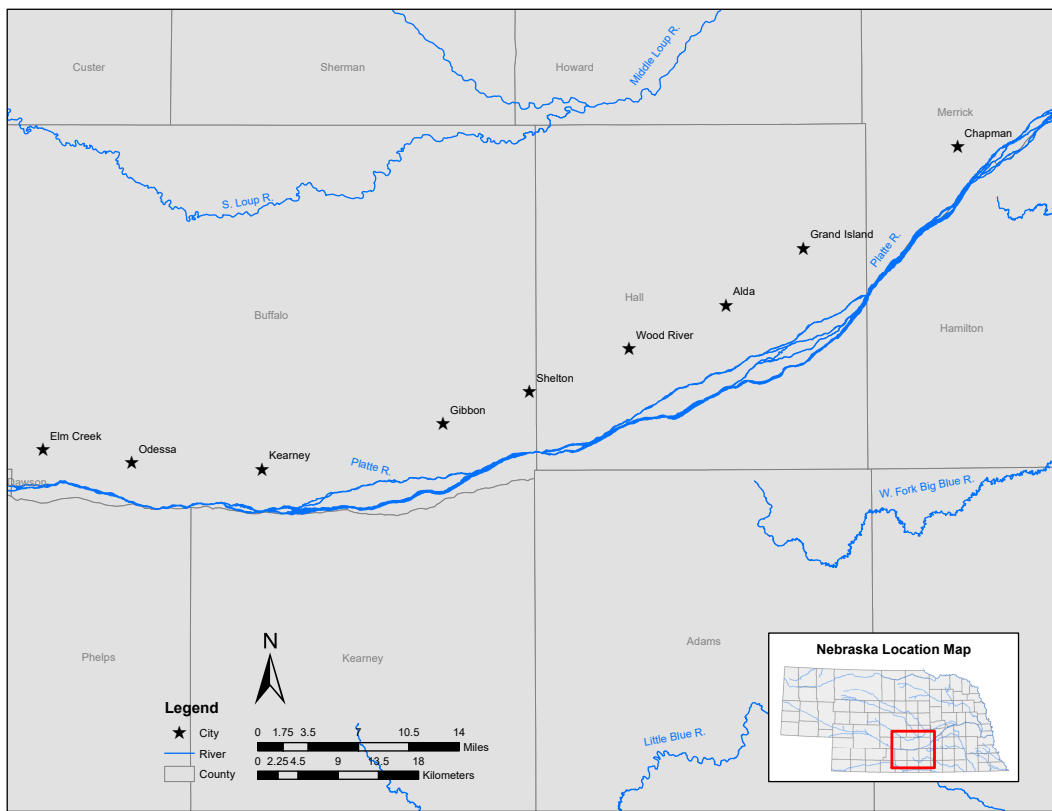 Custer
Sherman
Howard
Middle Loup R.
Merrick
Chapman
S. Loup R.
Grand Island
Platte R.
Alda
Hall
Buffalo
Hamilton
Wood River
Shelton
Gibbon
Elm Creek
Odessa
Kearney
Platte R.
Dawson
W. Fork Big Blue R.
Adams
Phelps
Kearney
N
Nebraska Location Map
Legend
City
River
County
0 1.75 3.5 7 10.5 14
Miles
0 2.25 4.5 9 13.5 18
Kilometers
Little Blue R.